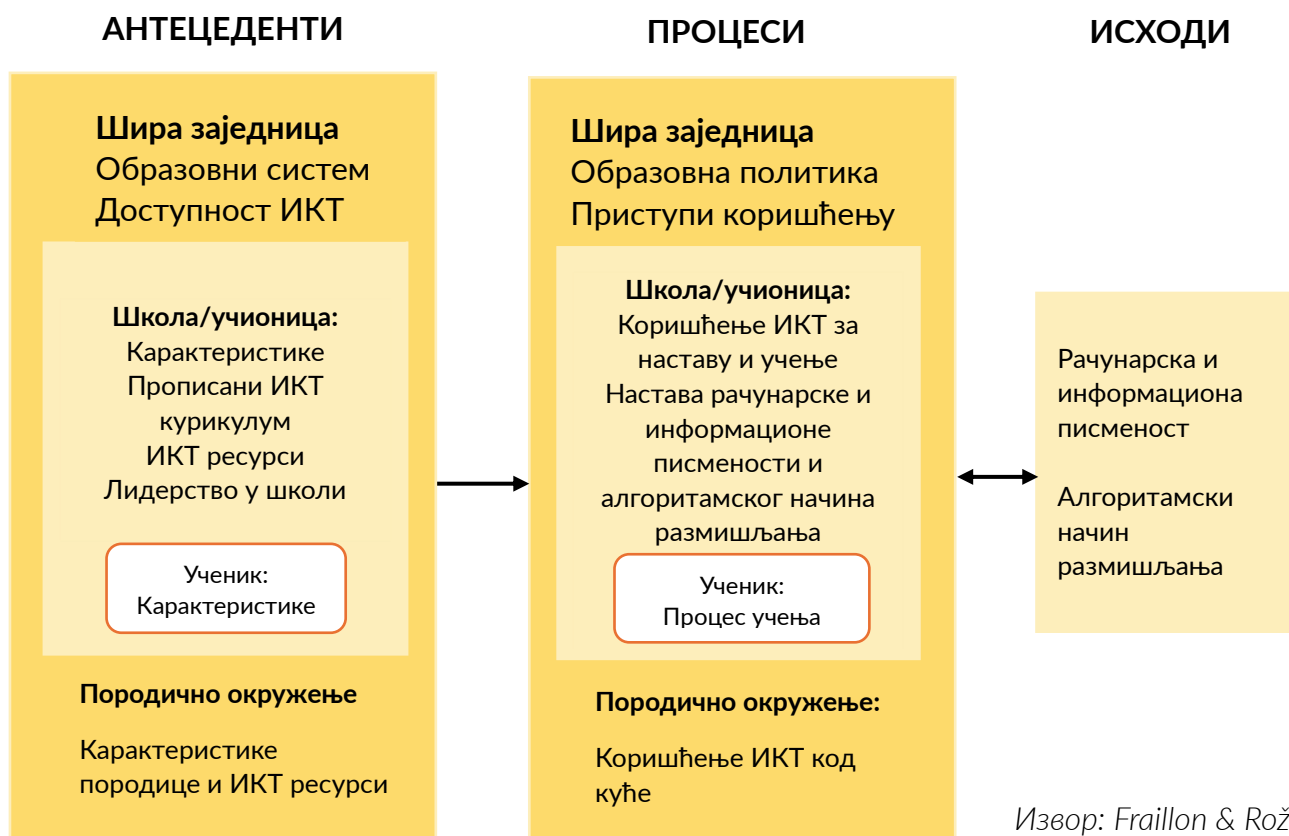 АНТЕЦЕДЕНТИ
Шира заједница
Образовни систем
Доступност ИКТ
Школа/учионица:
Карактеристике
Прописани ИКТ
курикулум
ИКТ ресурси
Лидерство у школи
Ученик:
Карактеристике
Породично окружење
Карактеристике
породице и ИКТ ресурси
ПРОЦЕСИ
Шира заједница
Образовна политика
Приступи коришћењу
Школа/учионица:
Коришћење ИКТ за
наставу и учење
Настава рачунарске и
информационе
писмености и
алгоритамског начина
размишљања
Ученик:
Процес учења
Породично окружење:
Коришћење ИКТ код
куће
ИСХОДИ
Рачунарска и
информациона
писменост
Алгоритамски
начин
размишљања
Извор: Fraillon & Rož